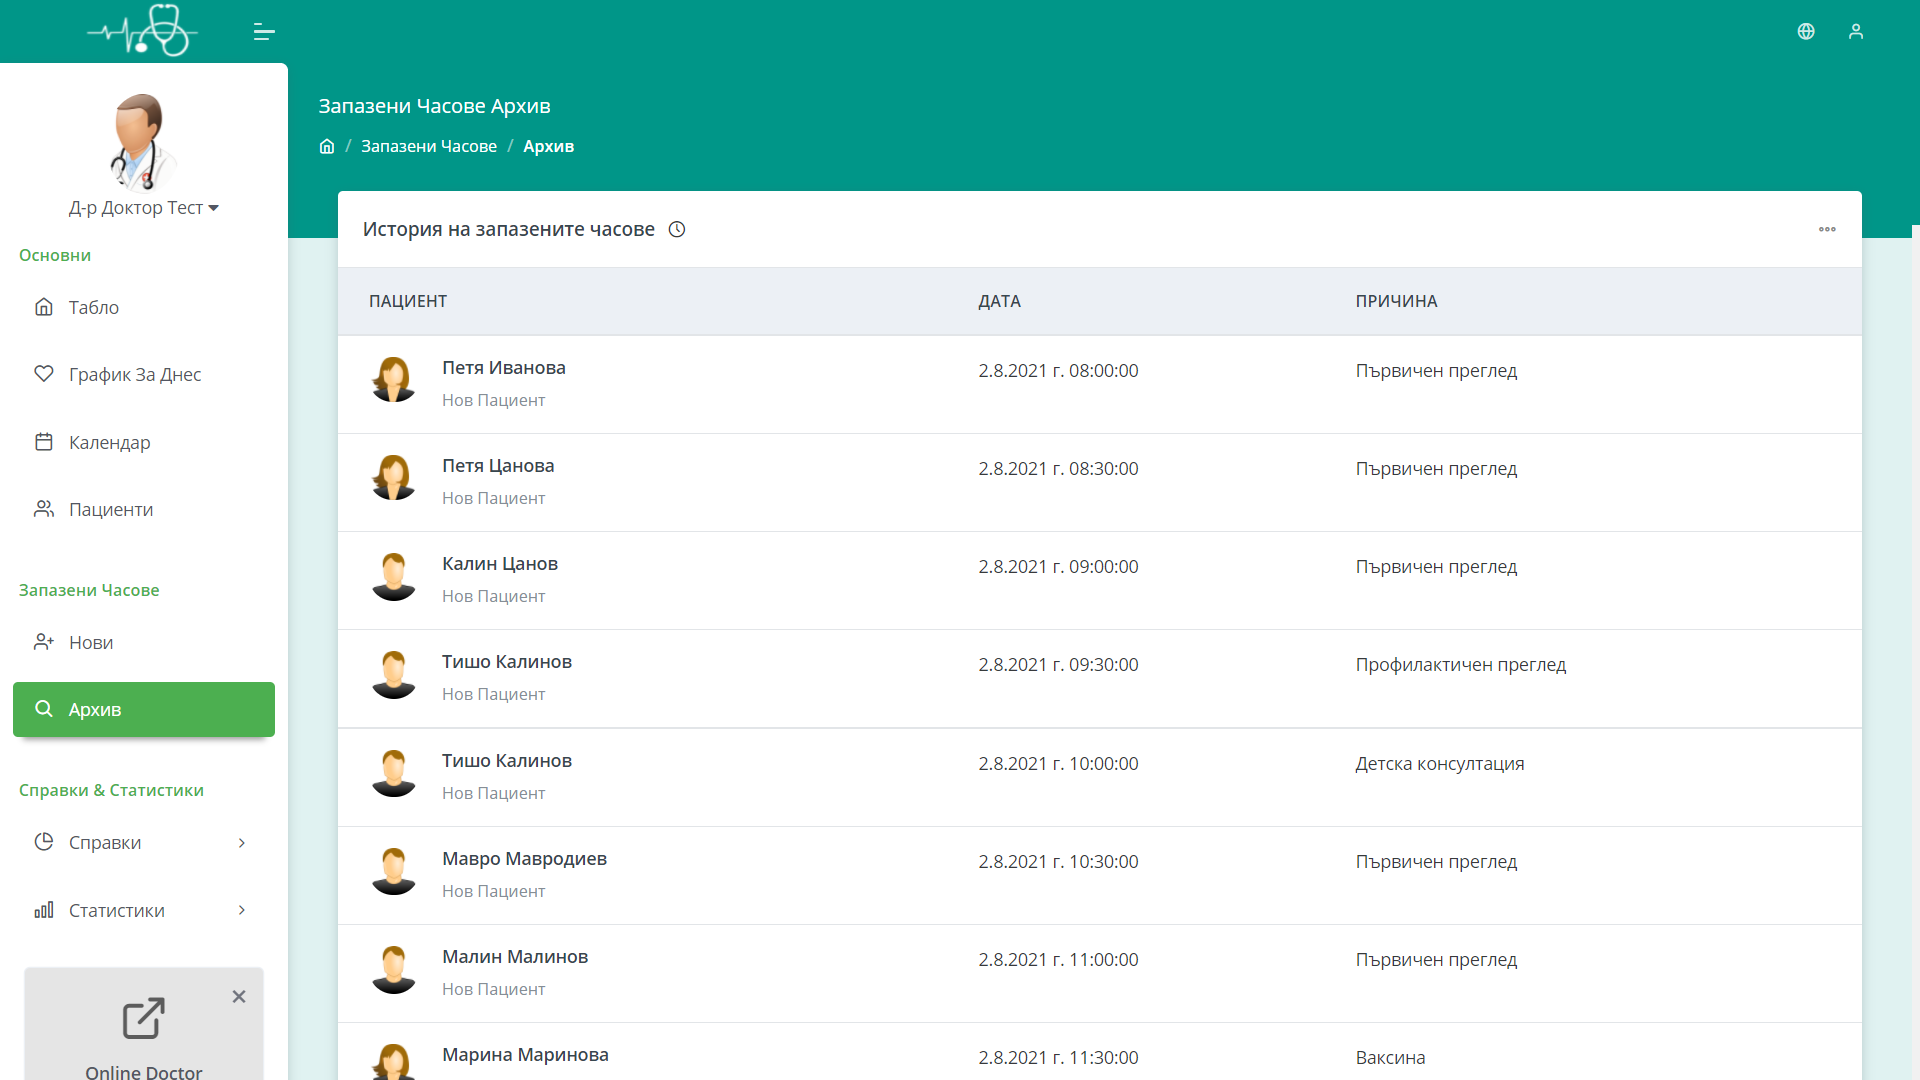 Запазени Часове Архив
/ Запазени Часове / Архив
Д-р Доктор Тест
Основни
Табло
График За Днес
Календар
Пациенти
Запазени Часове
Нови
Архив
Справки & Статистики
Справки
Статистики
Online Doctor
История на запазените часове
ПАЦИЕНТ ДАТА ПРИЧИНА
Петя Иванова 2.8.2021 г. 08:00:00 Първичен преглед
Нов Пациент
Петя Цанова 2.8.2021 г. 08:30:00 Първичен преглед
Нов Пациент
Калин Цанов 2.8.2021 г. 09:00:00 Първичен преглед
Нов Пациент
Тишо Калинов 2.8.2021 г. 09:30:00 Профилактичен преглед
Нов Пациент
Тишо Калинов 2.8.2021 г. 10:00:00 Детска консултация
Нов Пациент
Мавро Мавродиев 2.8.2021 г. 10:30:00 Първичен преглед
Нов Пациент
Малин Малинов 2.8.2021 г. 11:00:00 Първичен преглед
Нов Пациент
Марина Маринова 2.8.2021 г. 11:30:00 Ваксина